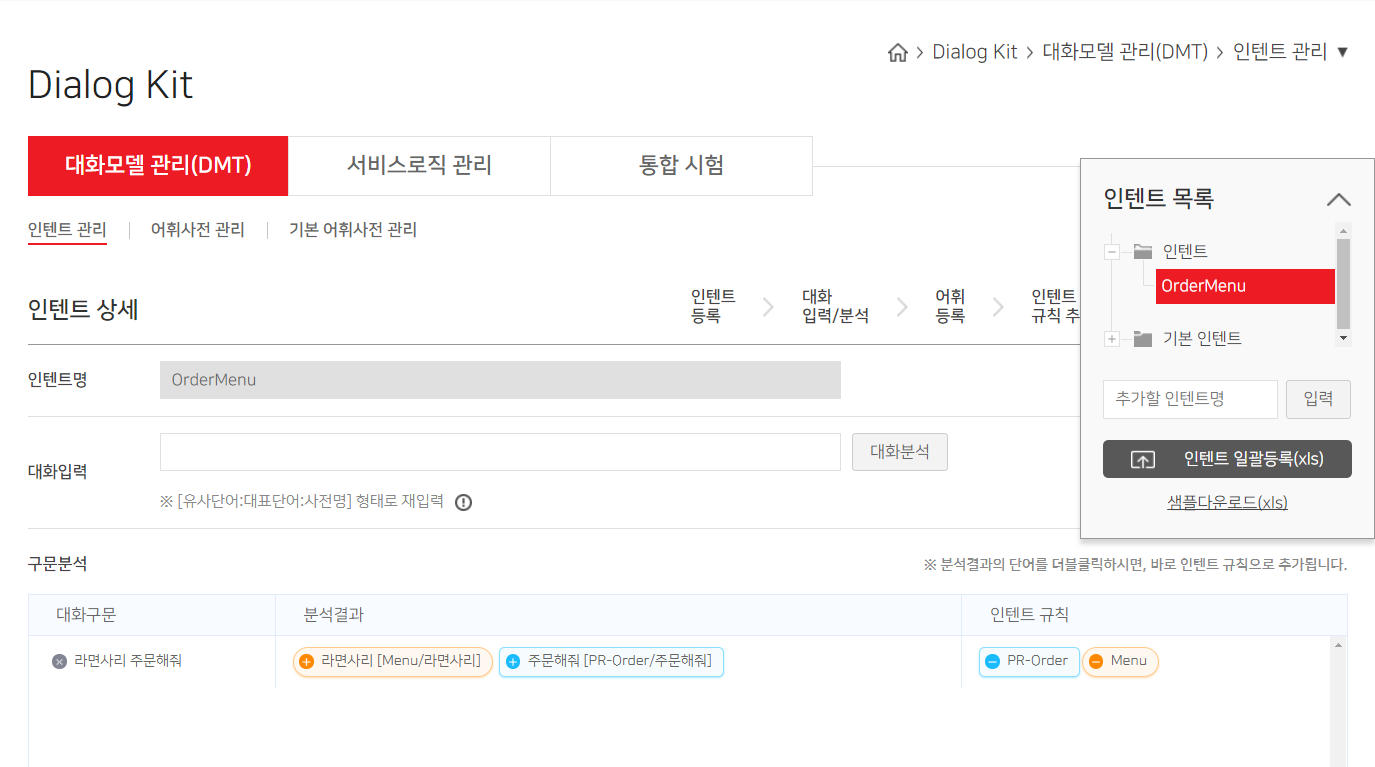 Dialog Kit > 대화모델 관리(DMT) > 인텐트 관리 ▼
Dialog Kit
대화모델 관리(DMT) 서비스로직 관리 통합 시험
인텐트 관리 | 어휘사전 관리 | 기본 어휘사전 관리
인텐트 상세
인텐트 등록
대화 입력/분석
어휘 등록
인텐트 규칙 추
인텐트명 OrderMenu
대화입력 대화분석
※ [유사단어:대표단어:사전명] 형태로 재입력
인텐트 목록
인텐트
OrderMenu
기본 인텐트
추가할 인텐트명 입력
인텐트 일괄등록(xls)
샘플다운로드(xls)
구문분석 ※ 분석결과의 단어를 더블클릭하시면, 바로 인텐트 규칙으로 추가됩니다.
대화구문 분석결과 인텐트 규칙
라면사리 주문해줘 라면사리 [Menu/라면사리] 주문해줘 [PR-Order/주문해줘] PR-Order Menu